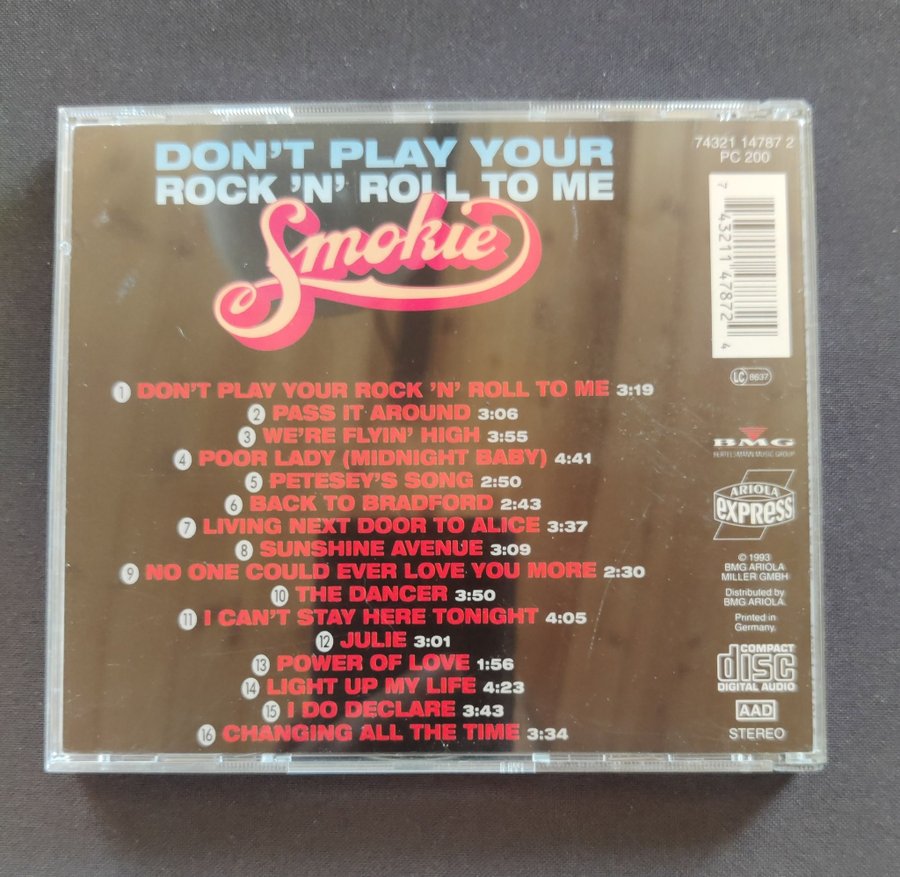 DON'T PLAY YOUR
ROCK 'N' ROLL TO ME
Smokie
74321 14787 2
PC 200
7 43211 47872 4
LC 8637
BMG
BERTELSMANN MUSIC GROUP
ARIOLA
EXPRESS
© 1993
BMG ARIOLA
MILLER GMBH
Distributed by
BMG ARIOLA.
Printed in
Germany.
COMPACT
disc
DIGITAL AUDIO
AAD
STEREO
1 DON'T PLAY YOUR ROCK 'N' ROLL TO ME 3:19
2 PASS IT AROUND 3:06
3 WE'RE FLYIN' HIGH 3:55
4 POOR LADY (MIDNIGHT BABY) 4:41
5 PETESEY'S SONG 2:50
6 BACK TO BRADFORD 2:43
7 LIVING NEXT DOOR TO ALICE 3:37
8 SUNSHINE AVENUE 3:09
9 NO ONE COULD EVER LOVE YOU MORE 2:30
10 THE DANCER 3:50
11 I CAN'T STAY HERE TONIGHT 4:05
12 JULIE 3:01
13 POWER OF LOVE 1:56
14 LIGHT UP MY LIFE 4:23
15 I DO DECLARE 3:43
16 CHANGING ALL THE TIME 3:34